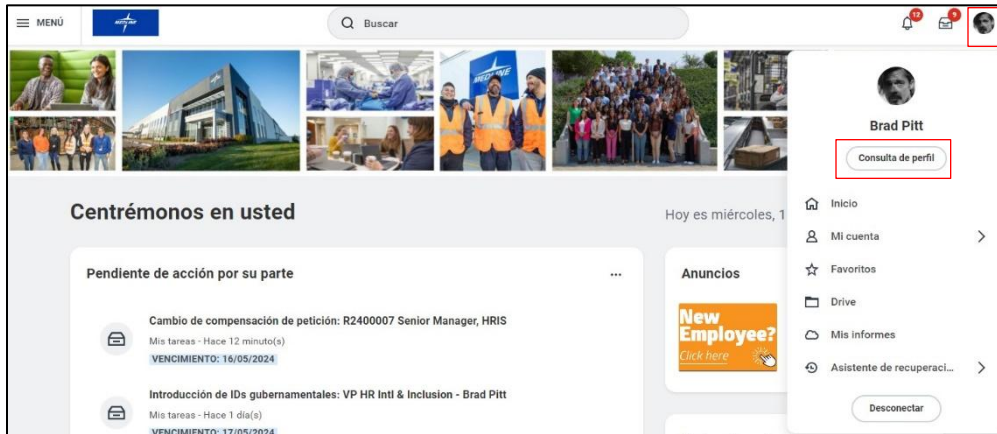 MENÚ
MEDLINE
Buscar
12
9
MEDLINE
Brad Pitt
Consulta de perfil
Inicio
Mi cuenta
Favoritos
Drive
Mis informes
Asistente de recuperaci...
Desconectar
Centrémonos en usted
Hoy es miércoles, 1
Pendiente de acción por su parte
Cambio de compensación de petición: R2400007 Senior Manager, HRIS
Mis tareas - Hace 12 minuto(s)
VENCIMIENTO: 16/05/2024
Introducción de IDs gubernamentales: VP HR Intl & Inclusion - Brad Pitt
Mis tareas - Hace 1 día(s)
VENCIMIENTO: 17/05/2024
Anuncios
New
Employee?
Click here